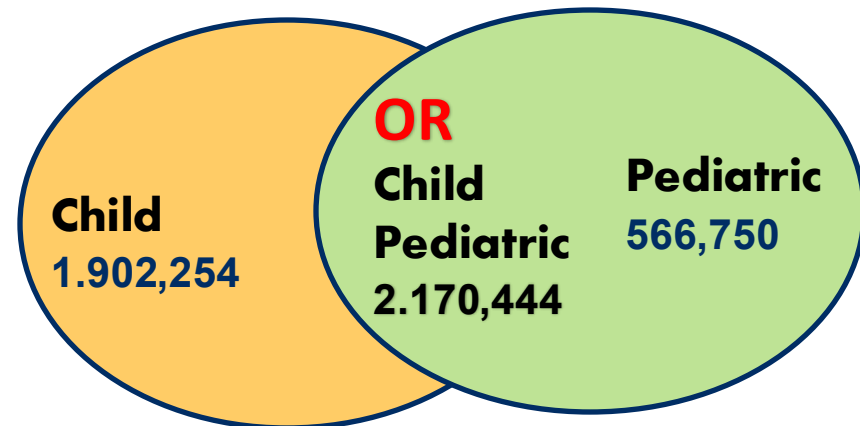 Child
1.902,254
OR
Child
Pediatric
2.170,444
Pediatric
566,750